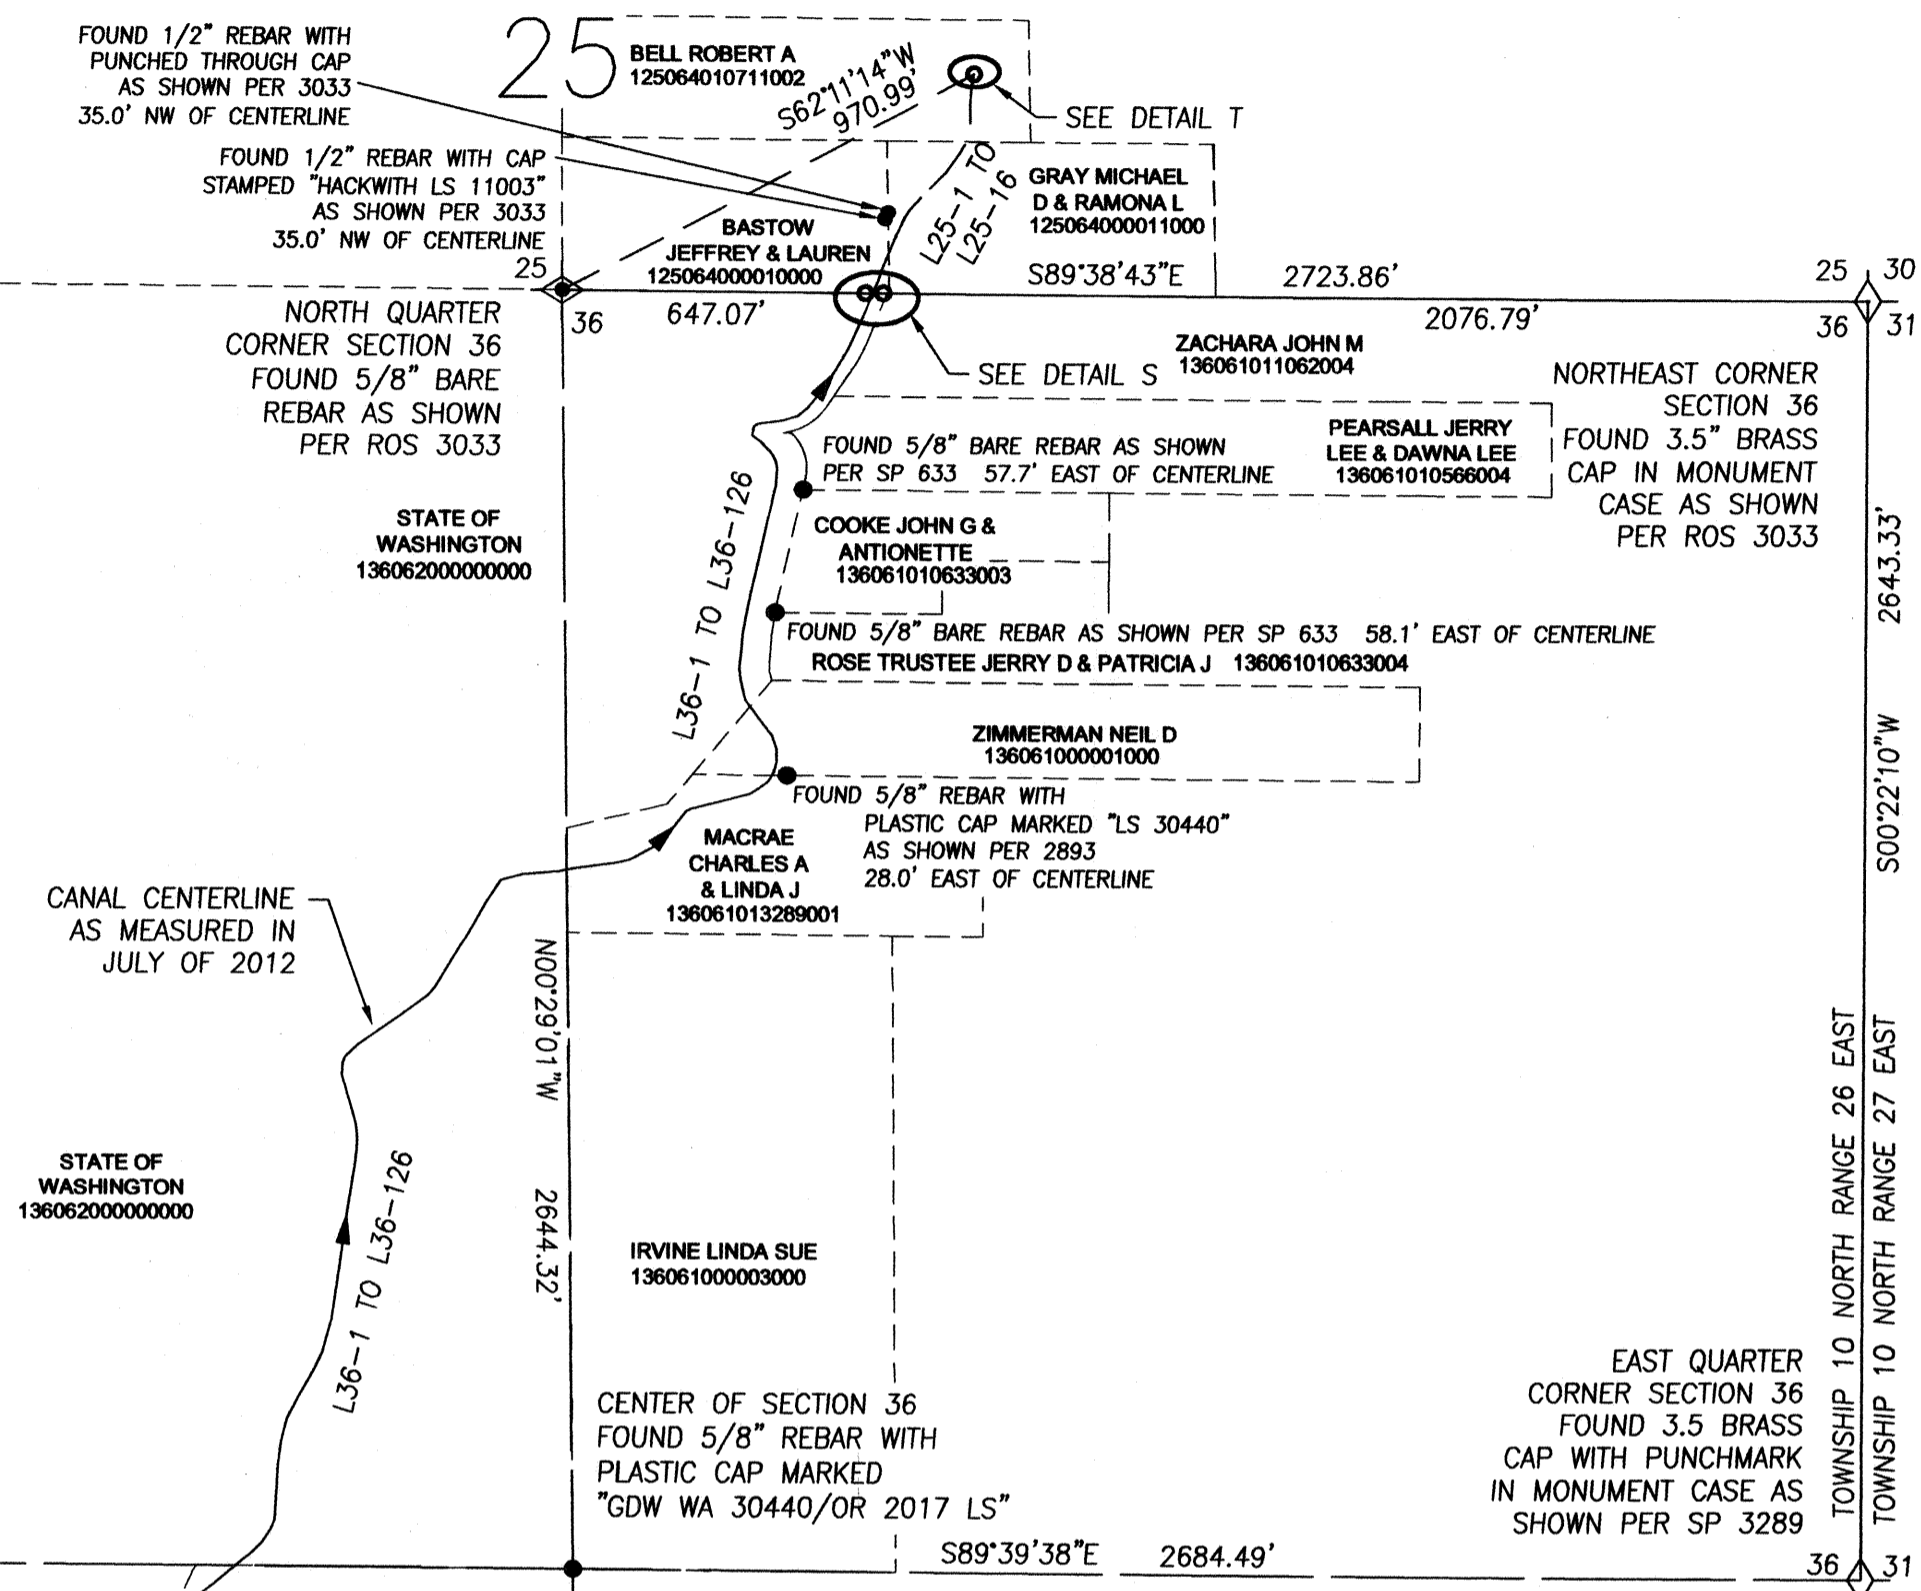 FOUND 1/2" REBAR WITH
PUNCHED THROUGH CAP
AS SHOWN PER 3033
35.0' NW OF CENTERLINE
25
BELL ROBERT A
125064010711002
S62°11'14"W
970.99'
SEE DETAIL T
FOUND 1/2" REBAR WITH CAP
STAMPED "HACKWITH LS 11003"
AS SHOWN PER 3033
35.0' NW OF CENTERLINE
BASTOW
JEFFREY & LAUREN
125064000010000
L25-1 TO
L25-16
GRAY MICHAEL
D & RAMONA L
125064000011000
25
36
647.07'
S89°38'43"E
2723.86'
2076.79'
25
30
36
31
NORTH QUARTER
CORNER SECTION 36
FOUND 5/8" BARE
REBAR AS SHOWN
PER ROS 3033
SEE DETAIL S
ZACHARA JOHN M
136061011062004
NORTHEAST CORNER
SECTION 36
FOUND 3.5" BRASS
CAP IN MONUMENT
CASE AS SHOWN
PER ROS 3033
FOUND 5/8" BARE REBAR AS SHOWN
PER SP 633 57.7' EAST OF CENTERLINE
PEARSALL JERRY
LEE & DAWNA LEE
136061010566004
STATE OF
WASHINGTON
136062000000000
L36-1 TO L36-126
COOKE JOHN G &
ANTIONETTE
136061010633003
2643.33'
S00°22'10"W
FOUND 5/8" BARE REBAR AS SHOWN PER SP 633 58.1' EAST OF CENTERLINE
ROSE TRUSTEE JERRY D & PATRICIA J 136061010633004
ZIMMERMAN NEIL D
136061000001000
FOUND 5/8" REBAR WITH
PLASTIC CAP MARKED "LS 30440"
AS SHOWN PER 2893
28.0' EAST OF CENTERLINE
MACRAE
CHARLES A
& LINDA J
136061013289001
CANAL CENTERLINE
AS MEASURED IN
JULY OF 2012
N00°29'01"W
2644.32'
STATE OF
WASHINGTON
136062000000000
L36-1 TO L36-126
IRVINE LINDA SUE
136061000003000
TOWNSHIP 10 NORTH RANGE 26 EAST
TOWNSHIP 10 NORTH RANGE 27 EAST
CENTER OF SECTION 36
FOUND 5/8" REBAR WITH
PLASTIC CAP MARKED
"GDW WA 30440/OR 2017 LS"
EAST QUARTER
CORNER SECTION 36
FOUND 3.5 BRASS
CAP WITH PUNCHMARK
IN MONUMENT CASE AS
SHOWN PER SP 3289
S89°39'38"E
2684.49'
36
31